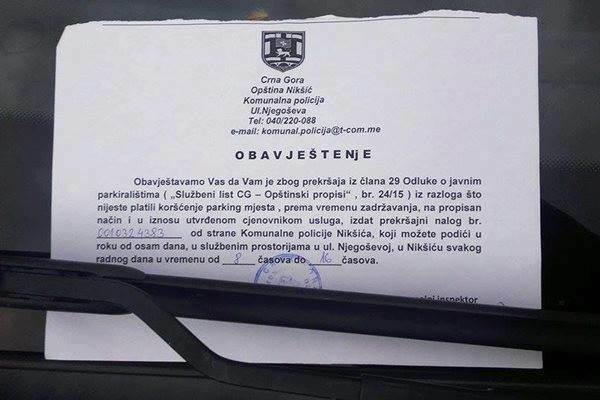 Crna Gora
Opština Nikšić
Komunalna policija
Ul.Njegoševa
Tel: 040/220-088
e-mail: komunal.policija@t-com.me
OBAVJEŠTENjE
Obavještavamo Vas da Vam je zbog prekršaja iz člana 29 Odluke o javnim
parkiralištima ( „Službeni list CG – Opštinski propisi“ , br. 24/15 ) iz razloga što
nijeste platili koršćenje parking mjesta , prema vremenu zadržavanja, na propisan
način i u iznosu utvrđenom cjenovnikom usluga, izdat prekršajni nalog br.
0010324383 od strane Komunalne policije Nikšića, koji možete podići u
roku od osam dana, u službenim prostorijama u ul. Njegoševoj, u Nikšiću svakog
radnog dana u vremenu od 8 časova do 16 časova.
inspektor